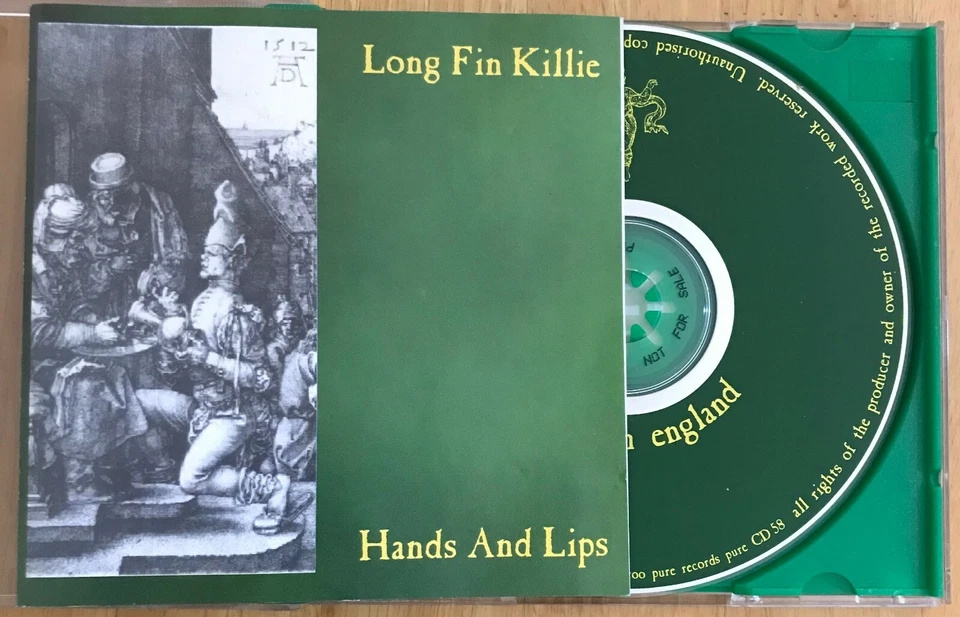 1512
AD
Long Fin Killie
Hands And Lips
NOT FOR SALE
england
too pure records pure CD 58 all rights of the producer and owner of the recorded work reserved. Unauthorised cop